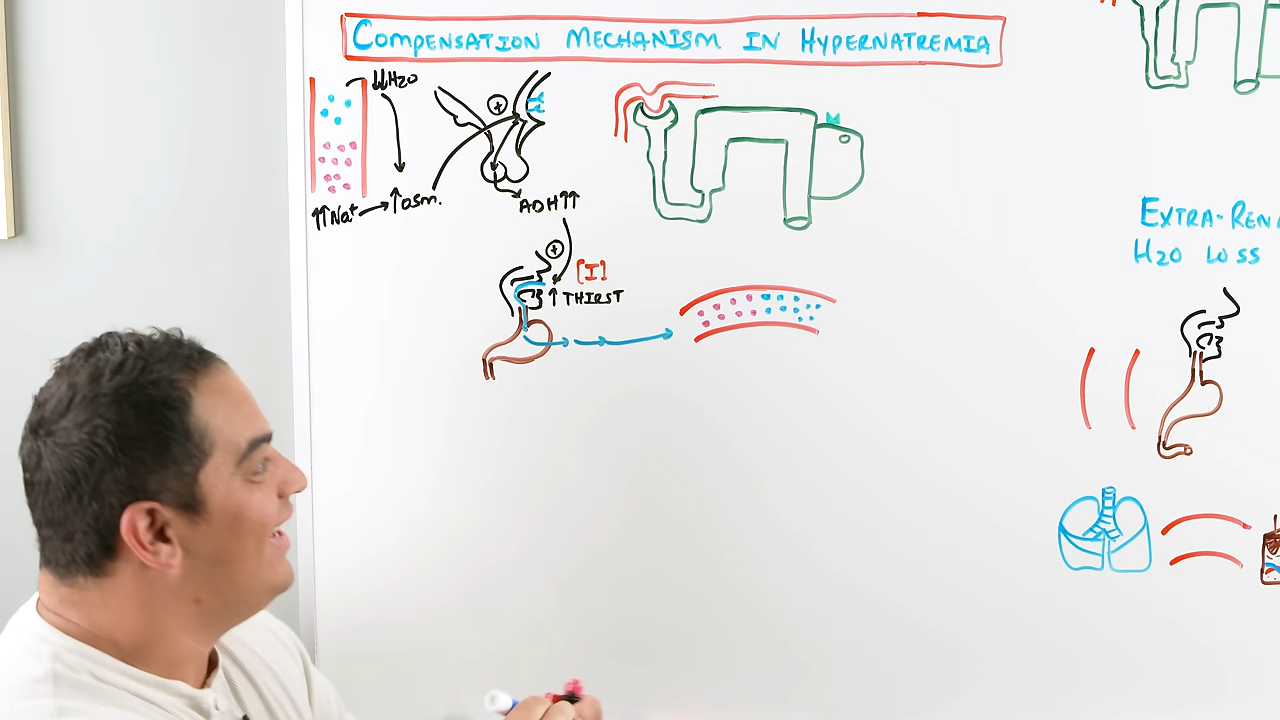 COMPENSATION MECHANISM IN HYPERNATREMIA
↓↓H2O
+
↑↑Na+ → ↑osm.
ADH↑↑
+
[I]
↑ THIRST
EXTRA-REN
H2O LOSS